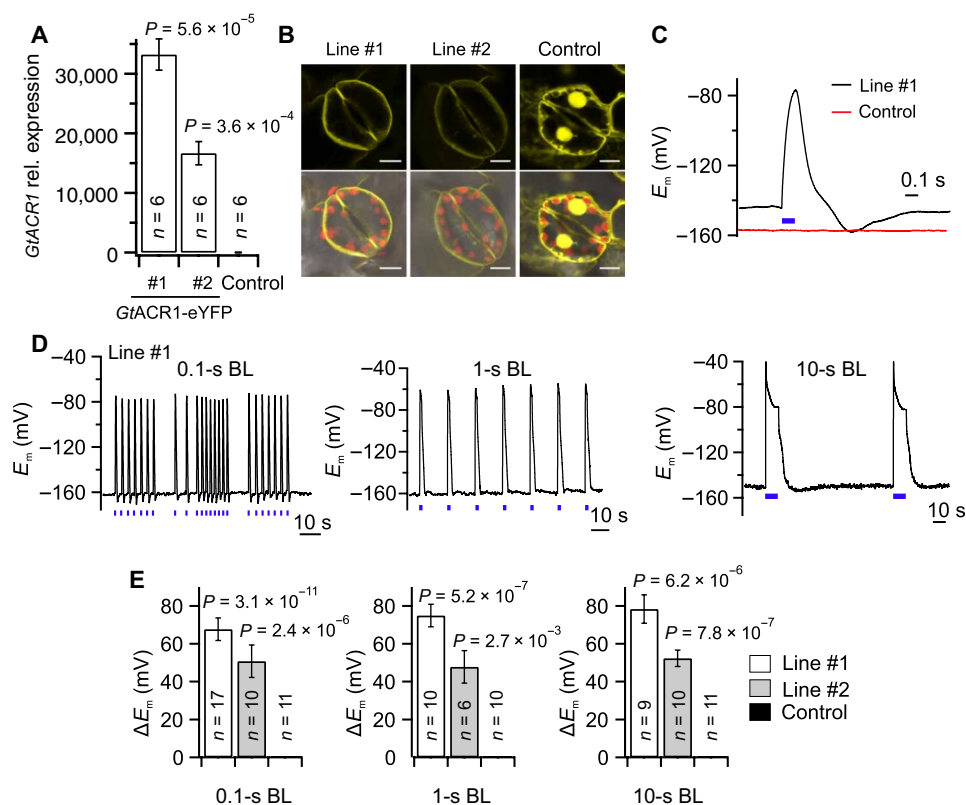 A
P = 5.6 × 10⁻⁵
P = 3.6 × 10⁻⁴
GtACR1 rel. expression
30,000
20,000
10,000
0
n = 6
n = 6
n = 6
#1
#2
Control
GtACR1-eYFP
B
Line #1
Line #2
Control
C
Line #1
Control
Eₘ (mV)
−80
−120
−160
0.1 s
D
Line #1
0.1-s BL
Eₘ (mV)
−40
−80
−120
−160
10 s
1-s BL
Eₘ (mV)
−40
−80
−120
−160
10 s
10-s BL
Eₘ (mV)
−40
−80
−120
−160
10 s
E
P = 3.1 × 10⁻¹¹
P = 2.4 × 10⁻⁶
ΔEₘ (mV)
80
60
40
20
0
n = 17
n = 10
n = 11
0.1-s BL
P = 5.2 × 10⁻⁷
P = 2.7 × 10⁻³
ΔEₘ (mV)
80
60
40
20
0
n = 10
n = 6
n = 10
1-s BL
P = 6.2 × 10⁻⁶
P = 7.8 × 10⁻⁷
ΔEₘ (mV)
80
60
40
20
0
n = 9
n = 10
n = 11
10-s BL
Line #1
Line #2
Control